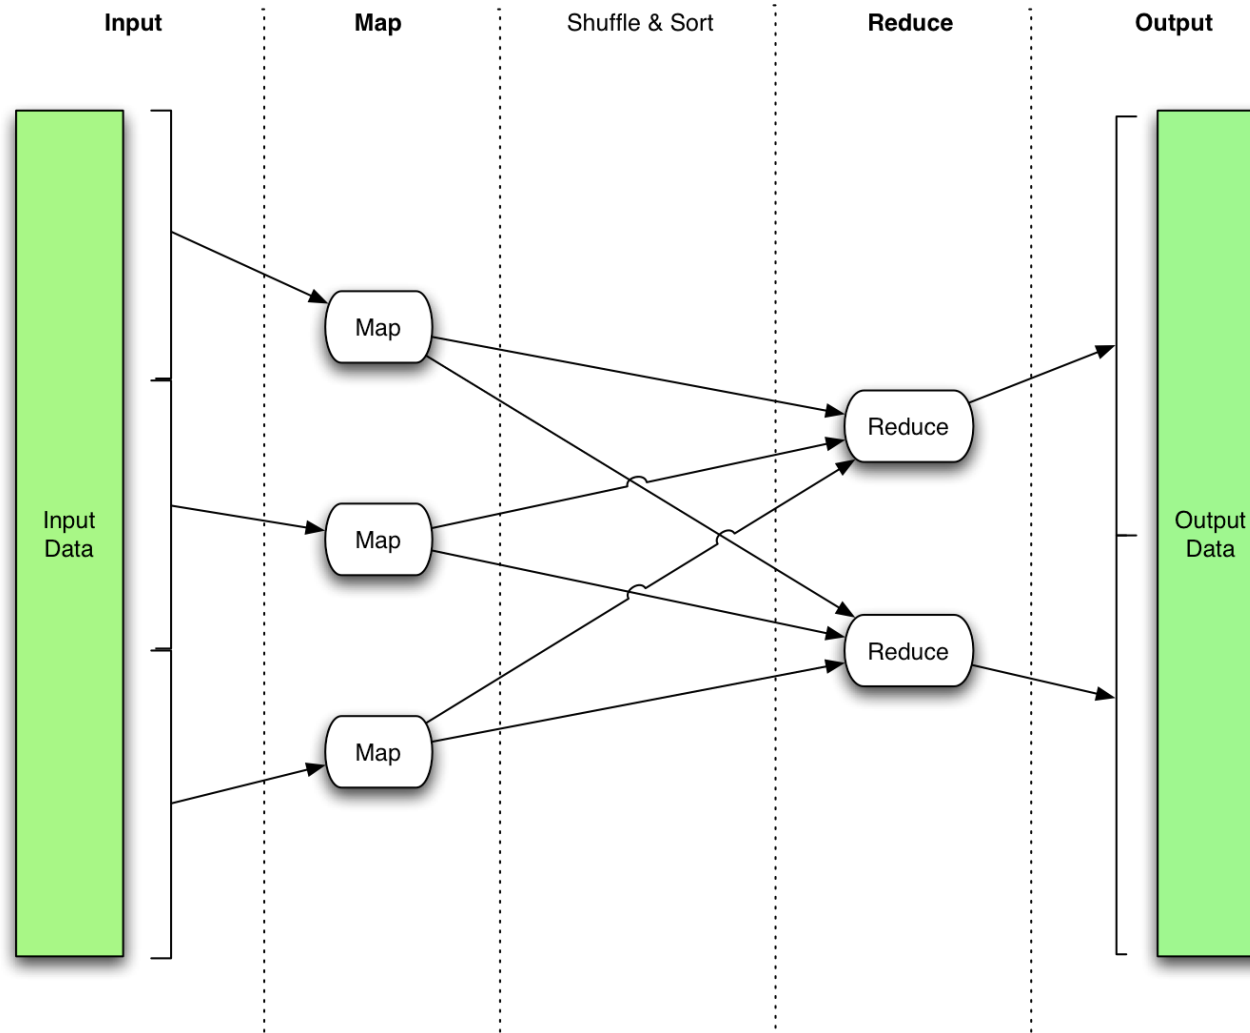 Input
Map
Shuffle & Sort
Reduce
Output
Map
Reduce
Input
Data
Map
Output
Data
Reduce
Map